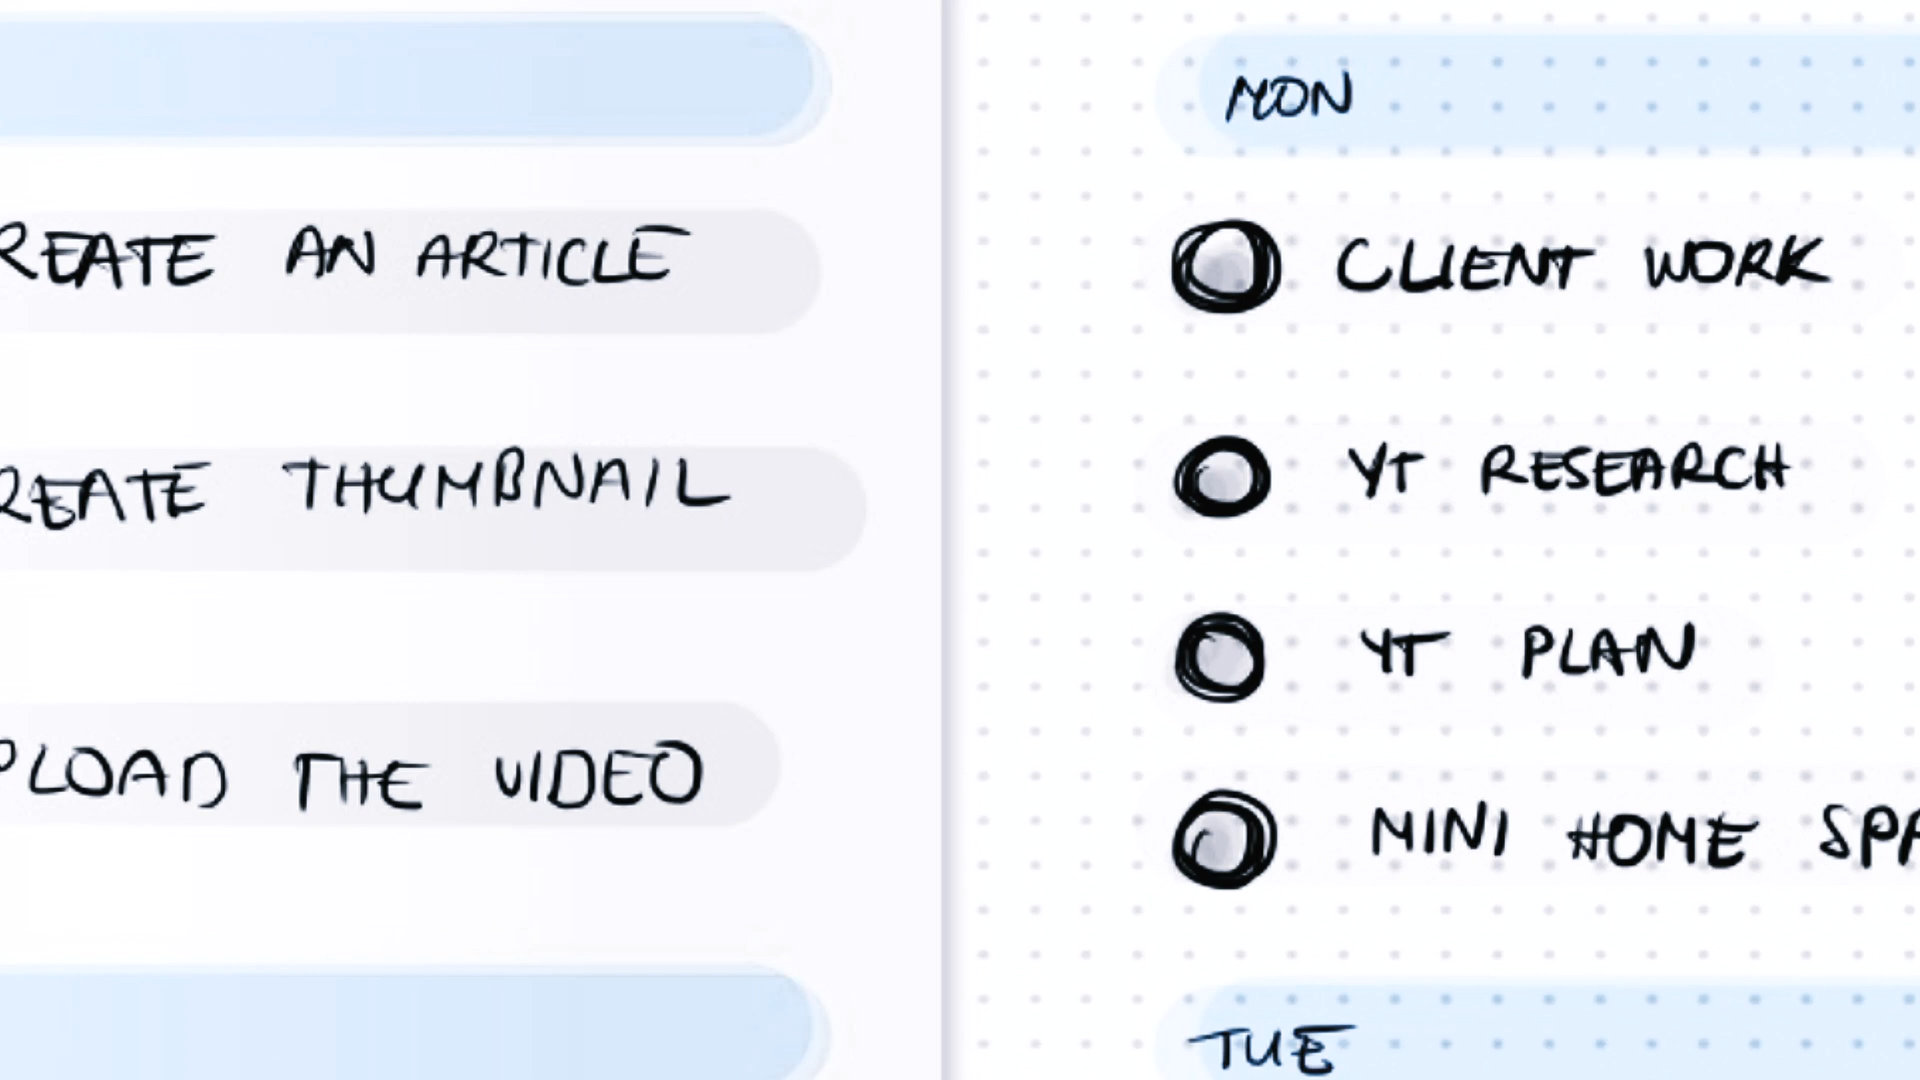 REATE AN ARTICLE
REATE THUMBNAIL
PLOAD THE VIDEO
MON
CLIENT WORK
YT RESEARCH
YT PLAN
MINI HOME SPA
TUE